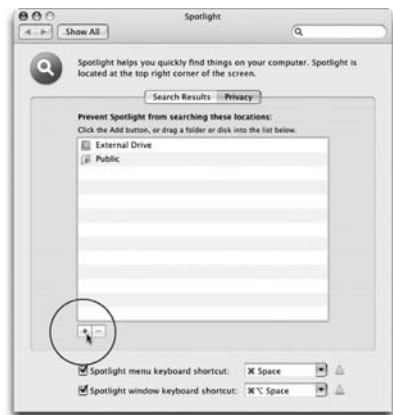 Spotlight
Show All
Spotlight helps you quickly find things on your computer. Spotlight is
located at the top right corner of the screen.
Search Results Privacy
Prevent Spotlight from searching these locations:
Click the Add button, or drag a folder or disk into the list below.
External Drive
Public
+ −
Spotlight menu keyboard shortcut: ⌘ Space
Spotlight window keyboard shortcut: ⌘⌥ Space